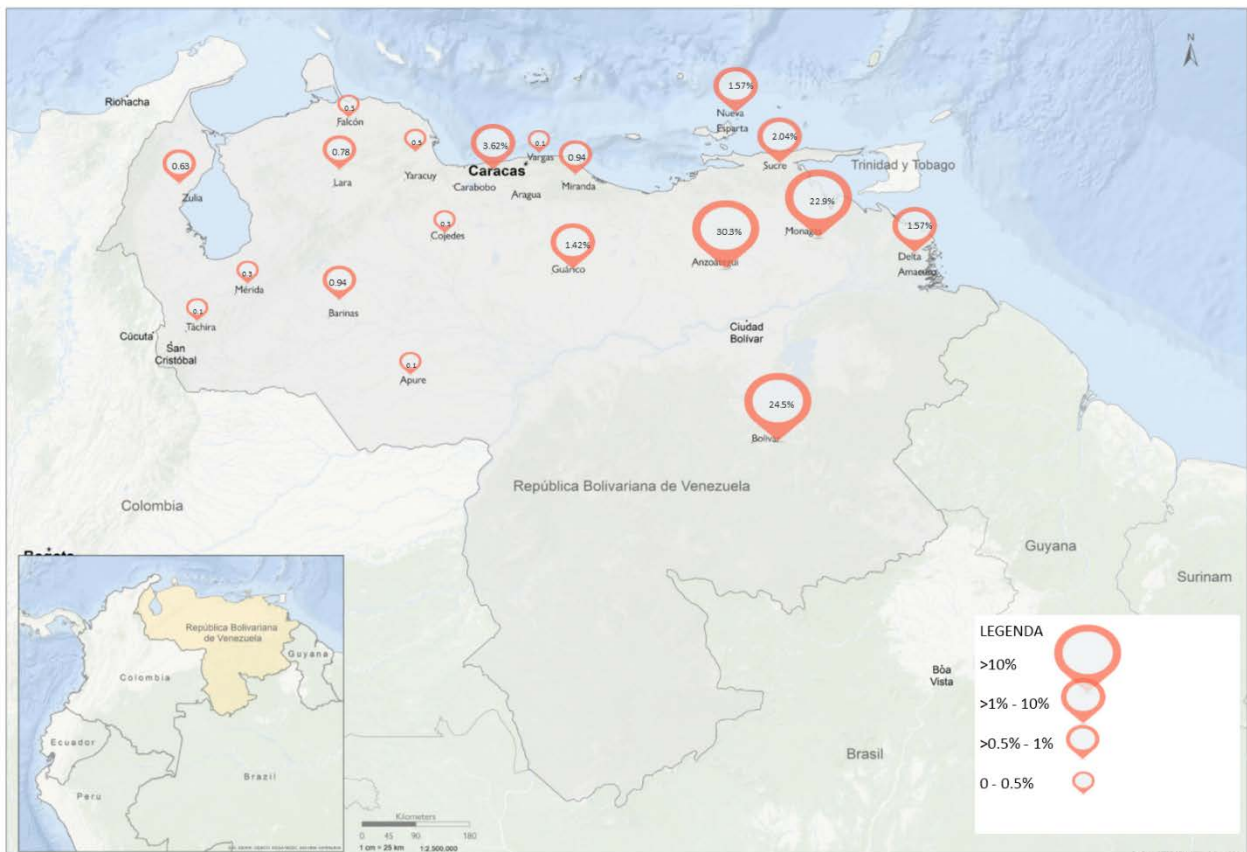 N
Riohacha
1.57%
Nueva
Esparta
0.3
Falcón
0.3
Yaracuy
3.62%
Caracas
Carabobo
Aragua
0.1
Vargas
0.94
Miranda
2.04%
Sucre
Trinidad y Tobago
0.63
Zulia
0.78
Lara
22.9%
Monagas
0.3
Cojedes
1.42%
Guárico
30.3%
Anzoátegui
1.57%
Delta
Amacuro
0.3
Mérida
0.94
Barinas
0.1
Táchira
Cúcuta
San
Cristóbal
Ciudad
Bolívar
0.1
Apure
24.5%
Bolívar
República Bolivariana de Venezuela
Colombia
Guyana
Surinam
Bòa
Vista
Brasil
República Bolivariana
de Venezuela
Guyana
Colombia
Ecuador
Peru
Brazil
Kilometers
0 45 90 180
1 cm = 25 km 1:2.500.000
LEGENDA
>10%
>1% - 10%
>0.5% - 1%
0 - 0.5%